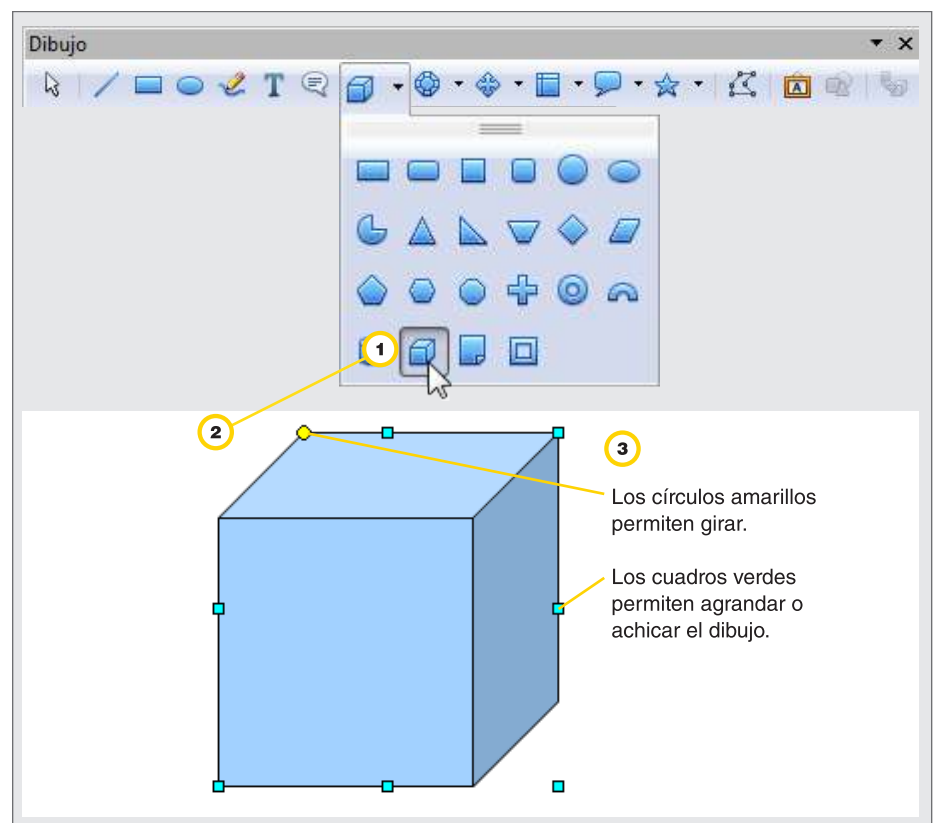 Dibujo
T
A
1
2
3
Los círculos amarillos
permiten girar.
Los cuadros verdes
permiten agrandar o
achicar el dibujo.